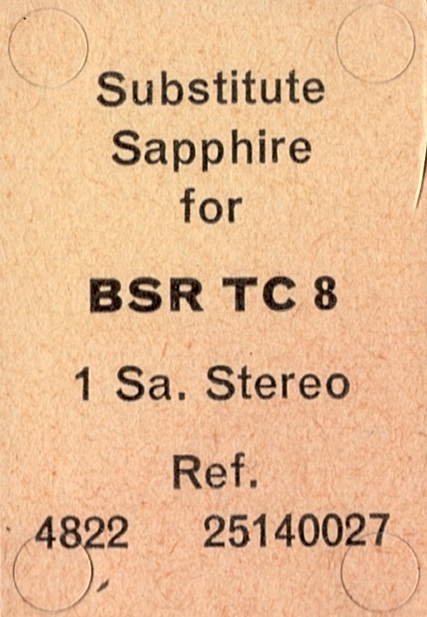 Substitute
Sapphire
for
BSR TC 8
1 Sa. Stereo
Ref.
4822 25140027